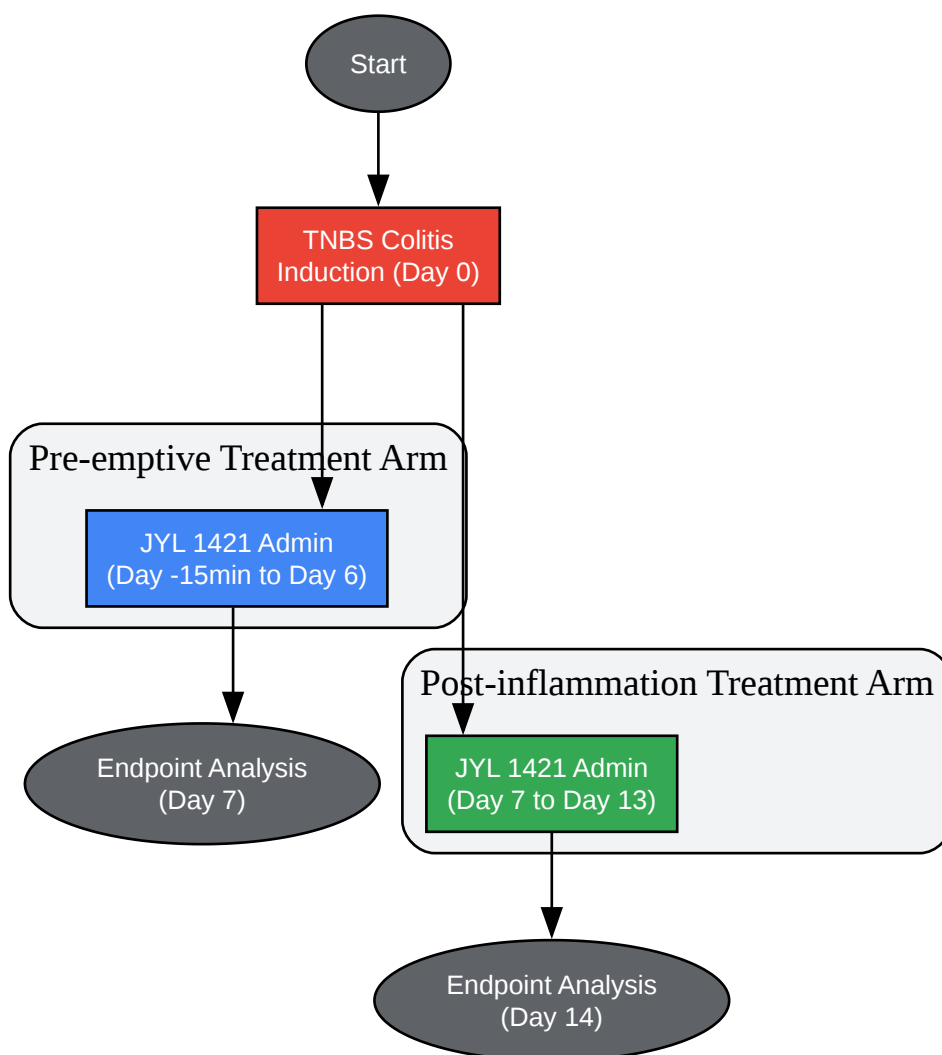 Start
TNBS Colitis
Induction (Day 0)
Pre-emptive Treatment Arm
JYL 1421 Admin
(Day -15min to Day 6)
Endpoint Analysis
(Day 7)
Post-inflammation Treatment Arm
JYL 1421 Admin
(Day 7 to Day 13)
Endpoint Analysis
(Day 14)